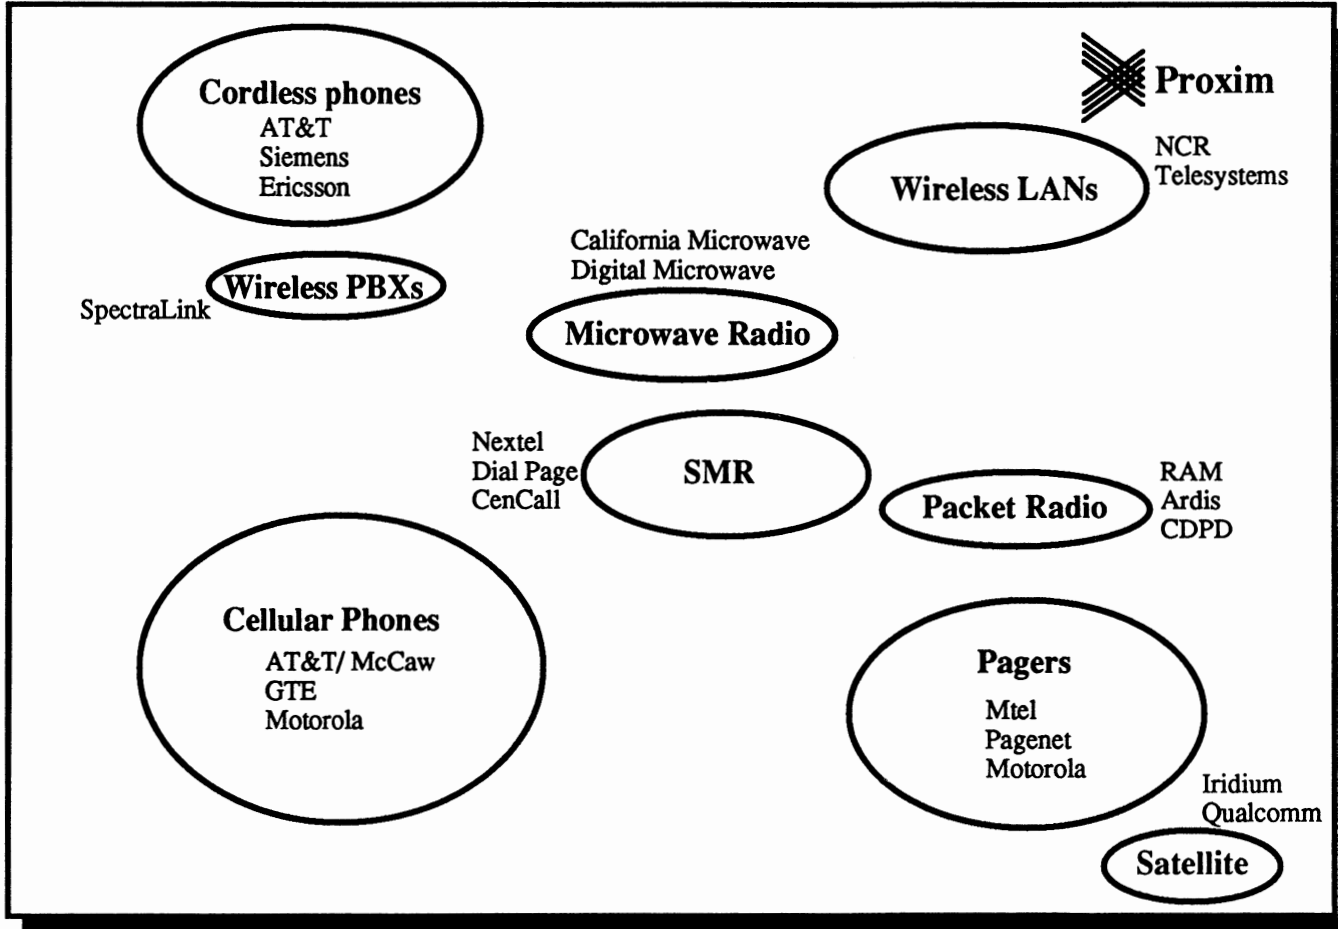 Cordless phones
AT&T
Siemens
Ericsson
Proxim
NCR
Telesystems
Wireless LANs
California Microwave
Digital Microwave
Wireless PBXs
SpectraLink
Microwave Radio
Nextel
Dial Page
CenCall
SMR
RAM
Ardis
CDPD
Packet Radio
Cellular Phones
AT&T/ McCaw
GTE
Motorola
Pagers
Mtel
Pagenet
Motorola
Iridium
Qualcomm
Satellite